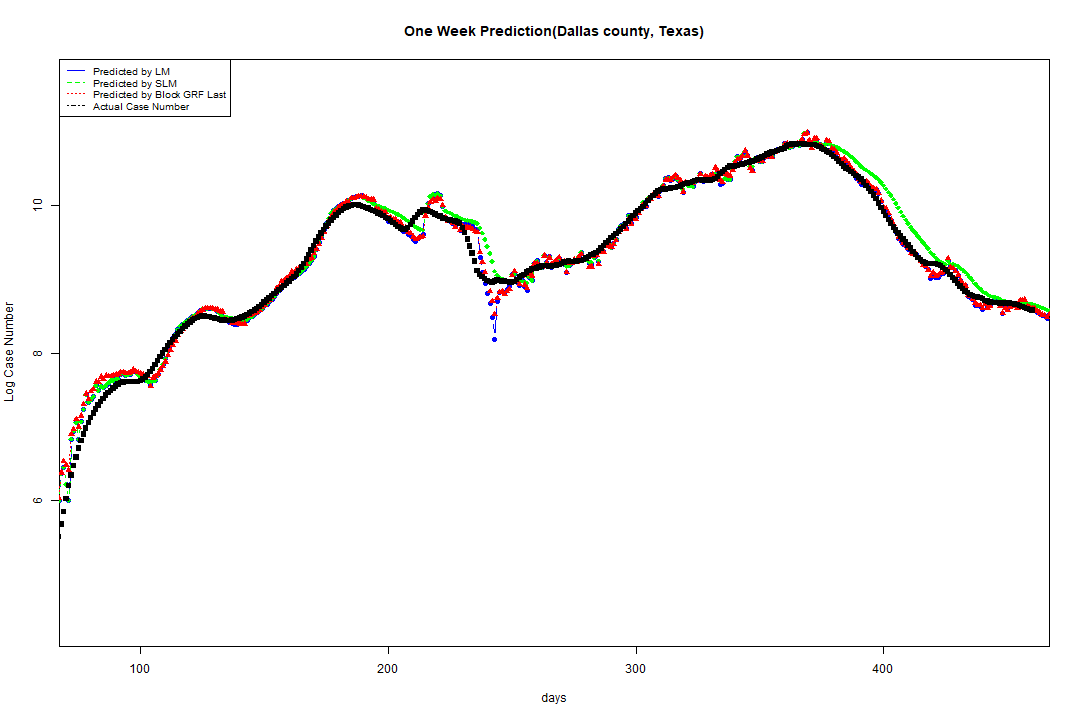 One Week Prediction(Dallas county, Texas)
Predicted by LM
Predicted by SLM
Predicted by Block GRF Last
Actual Case Number
Log Case Number
10
8
6
100 200 300 400
days